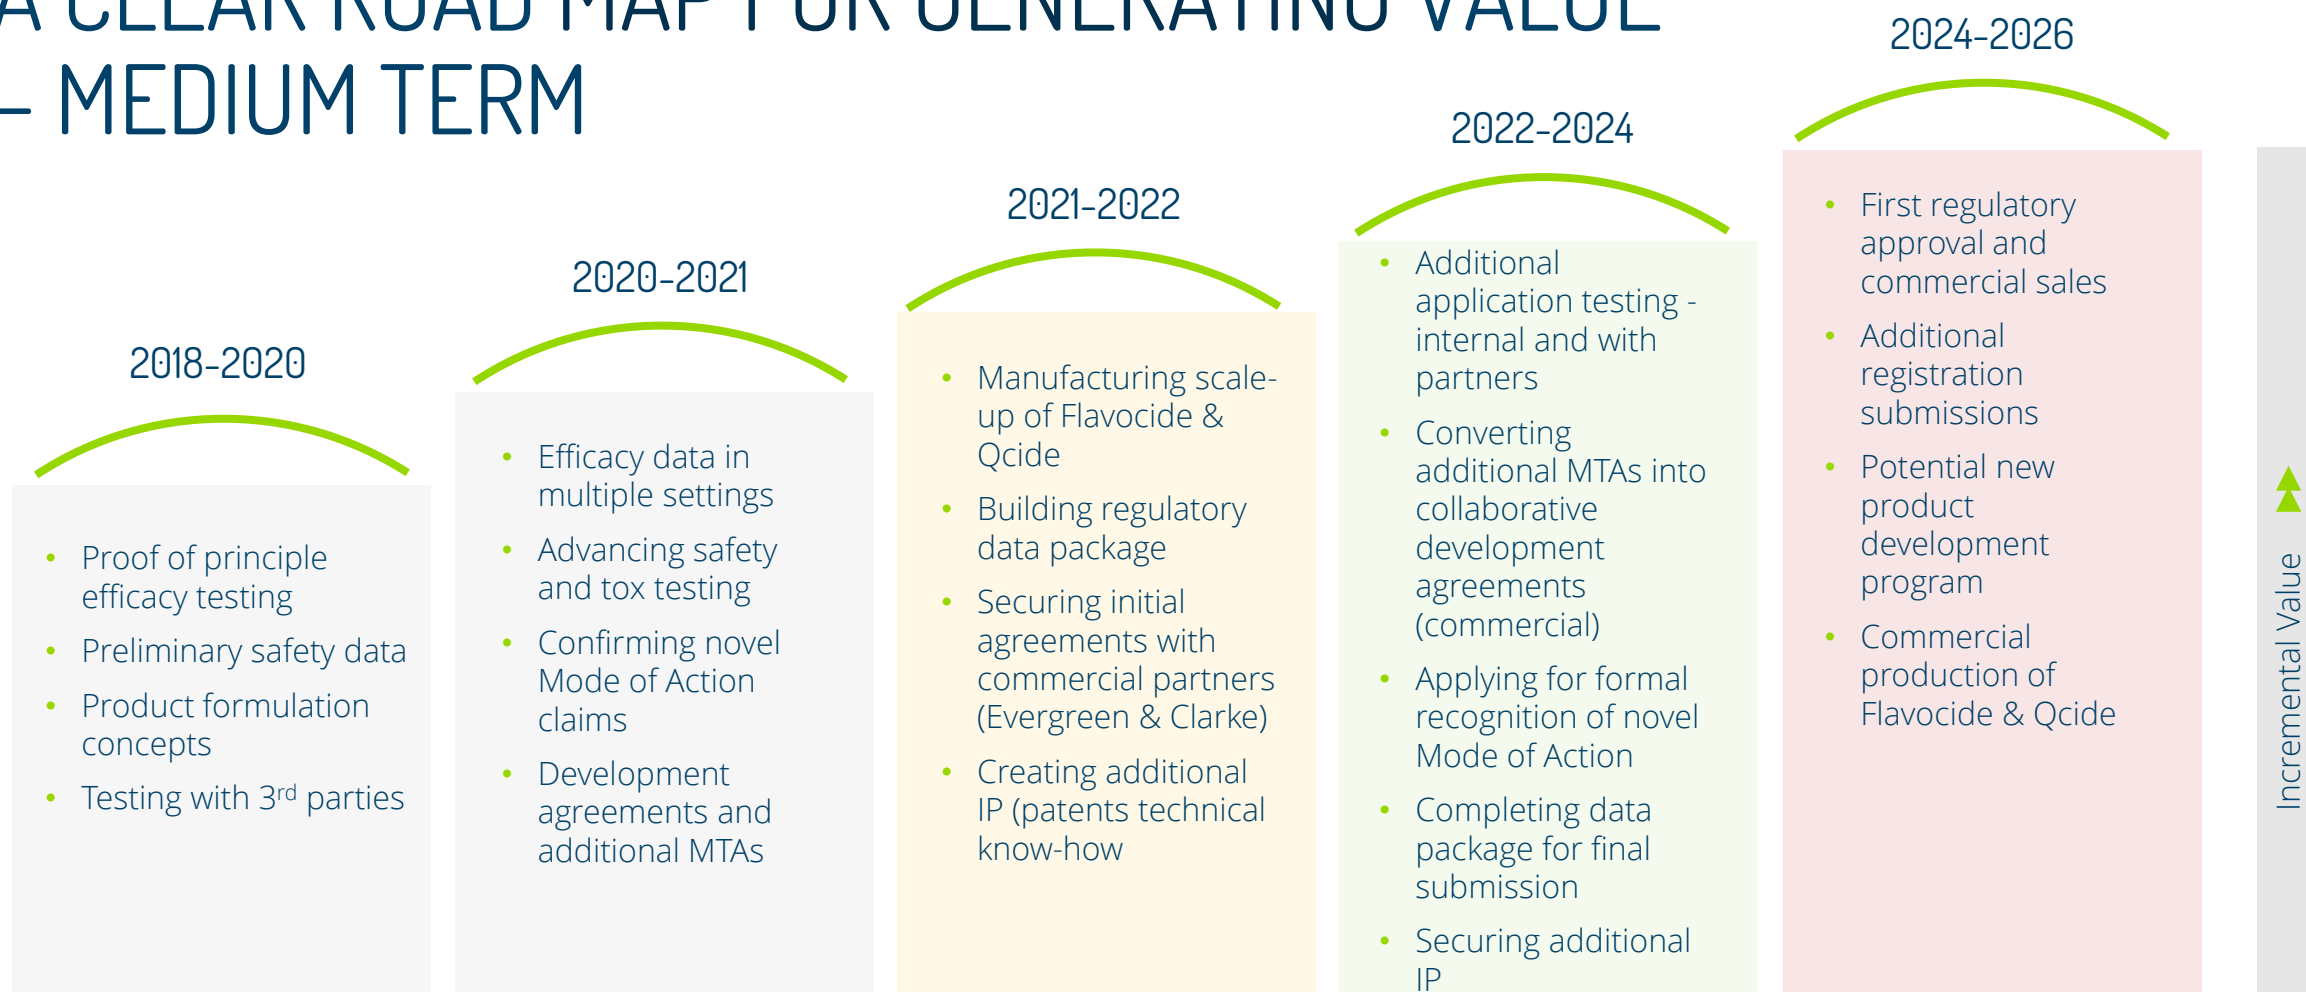 A CLEAR ROAD MAP FOR GENERATING VALUE
– MEDIUM TERM
2018-2020
• Proof of principle
efficacy testing
• Preliminary safety data
• Product formulation
concepts
• Testing with 3rd parties
2020-2021
• Efficacy data in
multiple settings
• Advancing safety
and tox testing
• Confirming novel
Mode of Action
claims
• Development
agreements and
additional MTAs
2021-2022
• Manufacturing scale-
up of Flavocide &
Qcide
• Building regulatory
data package
• Securing initial
agreements with
commercial partners
(Evergreen & Clarke)
• Creating additional
IP (patents technical
know-how
2022-2024
• Additional
application testing -
internal and with
partners
• Converting
additional MTAs into
collaborative
development
agreements
(commercial)
• Applying for formal
recognition of novel
Mode of Action
• Completing data
package for final
submission
• Securing additional
IP
2024-2026
• First regulatory
approval and
commercial sales
• Additional
registration
submissions
• Potential new
product
development
program
• Commercial
production of
Flavocide & Qcide
Incremental Value